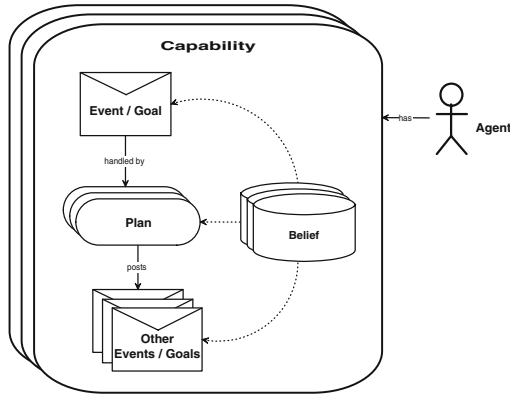 Capability
Event / Goal
has
Agent
handled by
Plan
Belief
posts
Other
Events / Goals